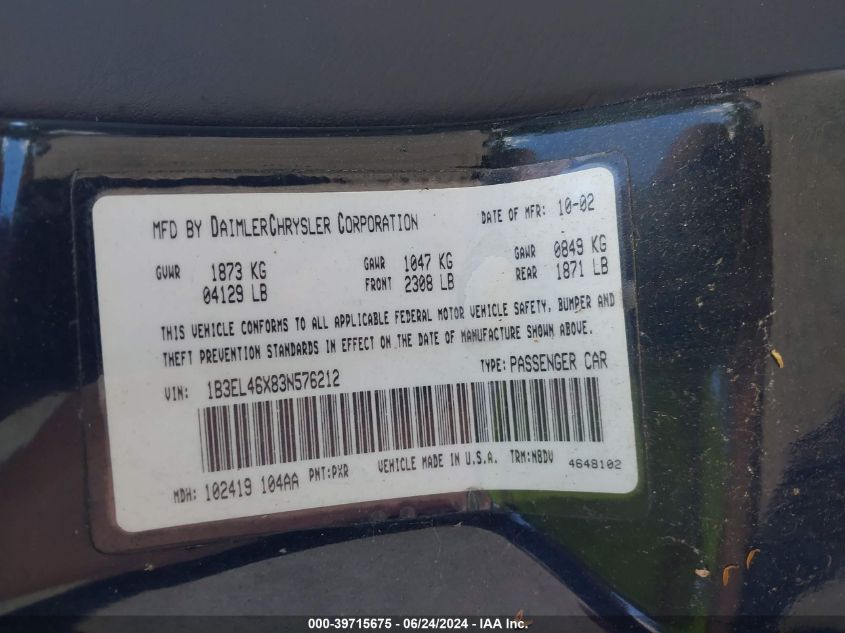 MFD BY DAIMLERCHRYSLER CORPORATION DATE OF MFR: 10-02
GVWR 1873 KG GAWR 1047 KG GAWR 0849 KG
04129 LB FRONT 2308 LB REAR 1871 LB
THIS VEHICLE CONFORMS TO ALL APPLICABLE FEDERAL MOTOR VEHICLE SAFETY, BUMPER AND
THEFT PREVENTION STANDARDS IN EFFECT ON THE DATE OF MANUFACTURE SHOWN ABOVE.
VIN: 1B3EL46X83N576212 TYPE: PASSENGER CAR
MDH: 102419 104AA PNT:PXR VEHICLE MADE IN U.S.A. TRM:N8DV 4648102
000-39715675 - 06/24/2024 - IAA Inc.